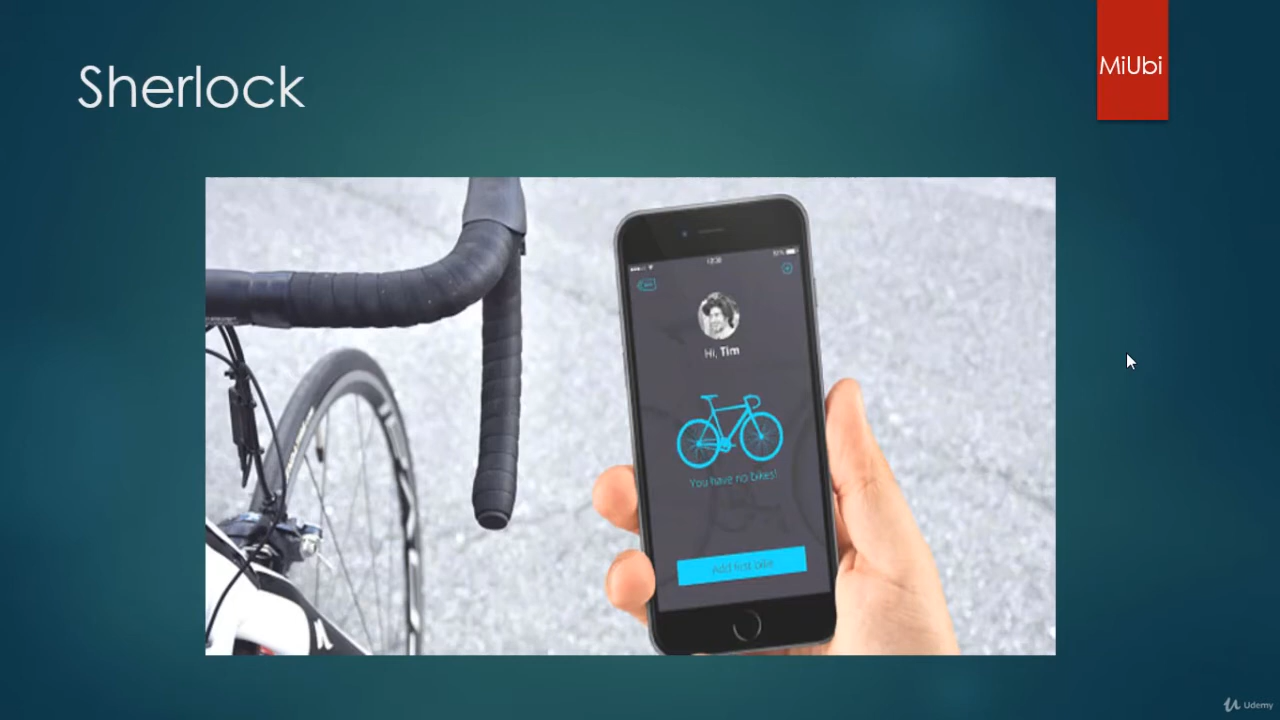 Sherlock
MiUbi
Hi, Tim
You have no bikes!
Add first bike
Udemy